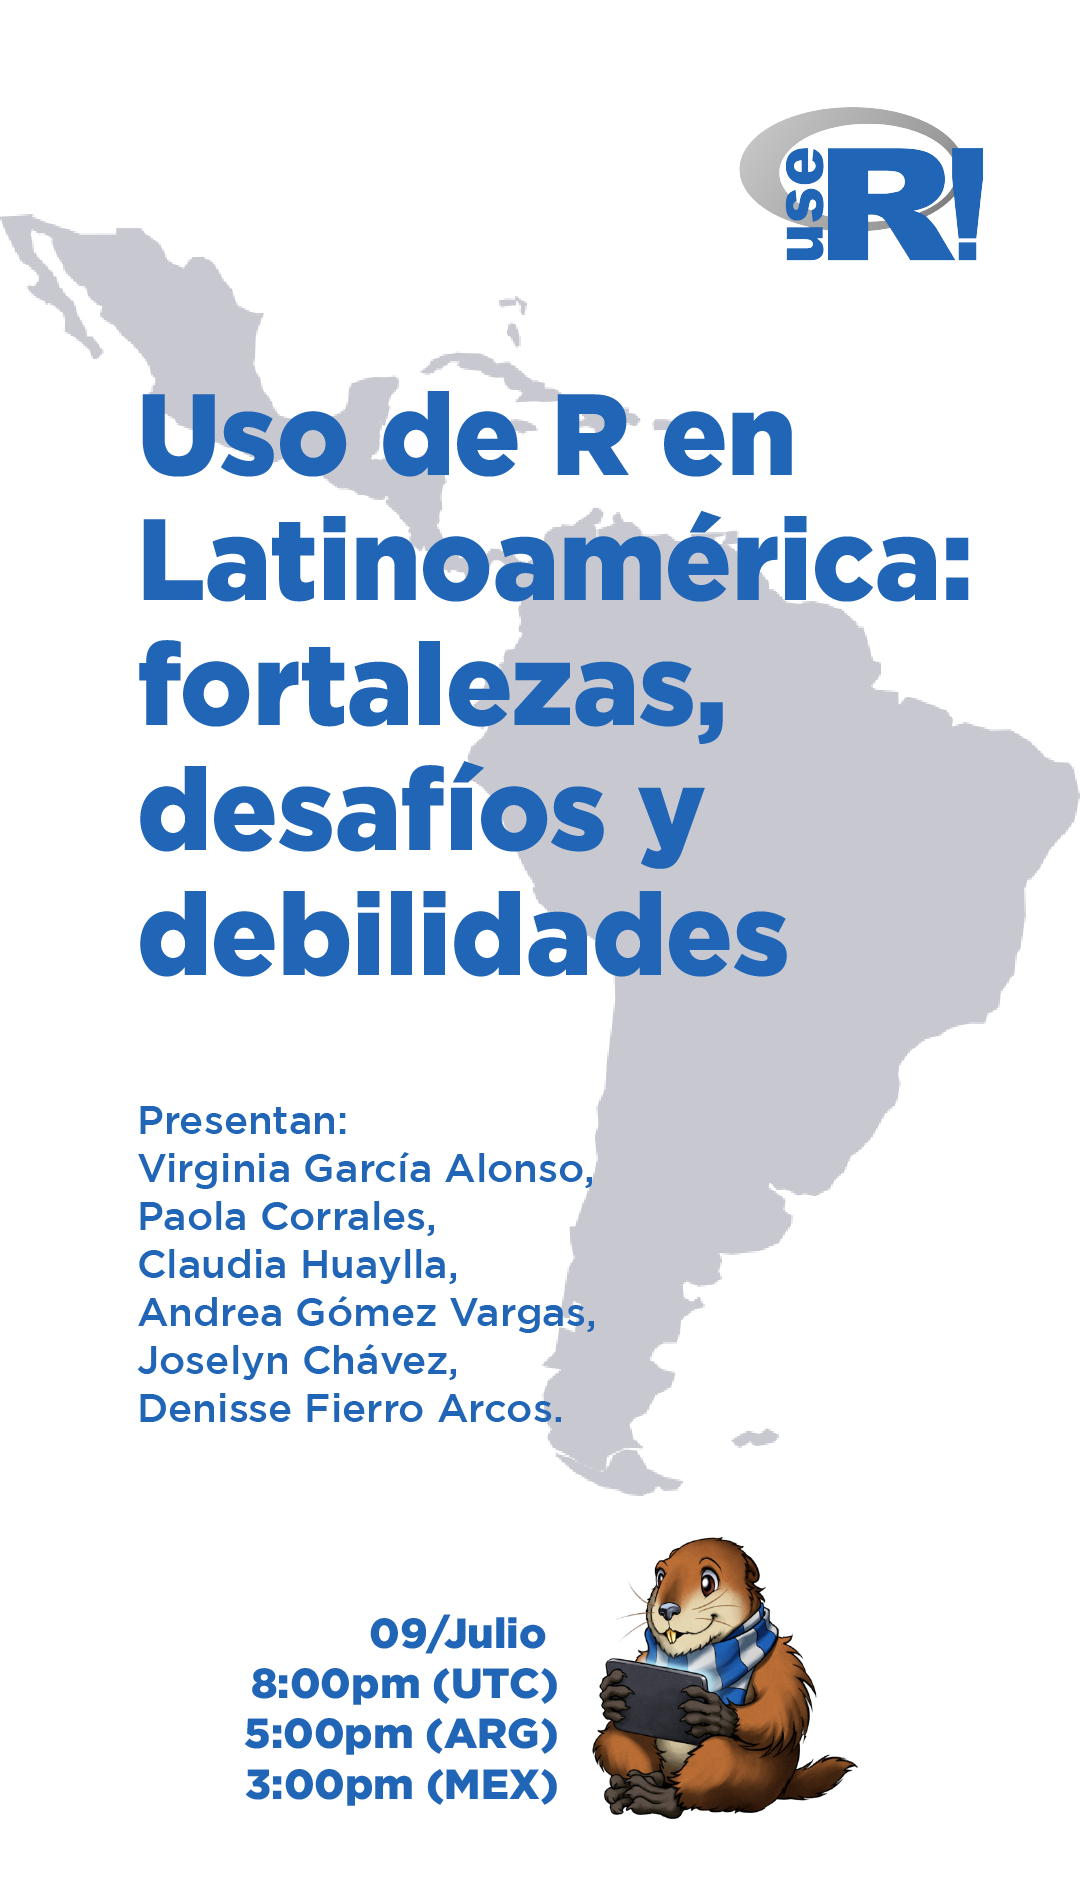 use R!
Uso de R en
Latinoamérica:
fortalezas,
desafíos y
debilidades
Presentan:
Virginia García Alonso,
Paola Corrales,
Claudia Huaylla,
Andrea Gómez Vargas,
Joselyn Chávez,
Denisse Fierro Arcos.
09/Julio
8:00pm (UTC)
5:00pm (ARG)
3:00pm (MEX)